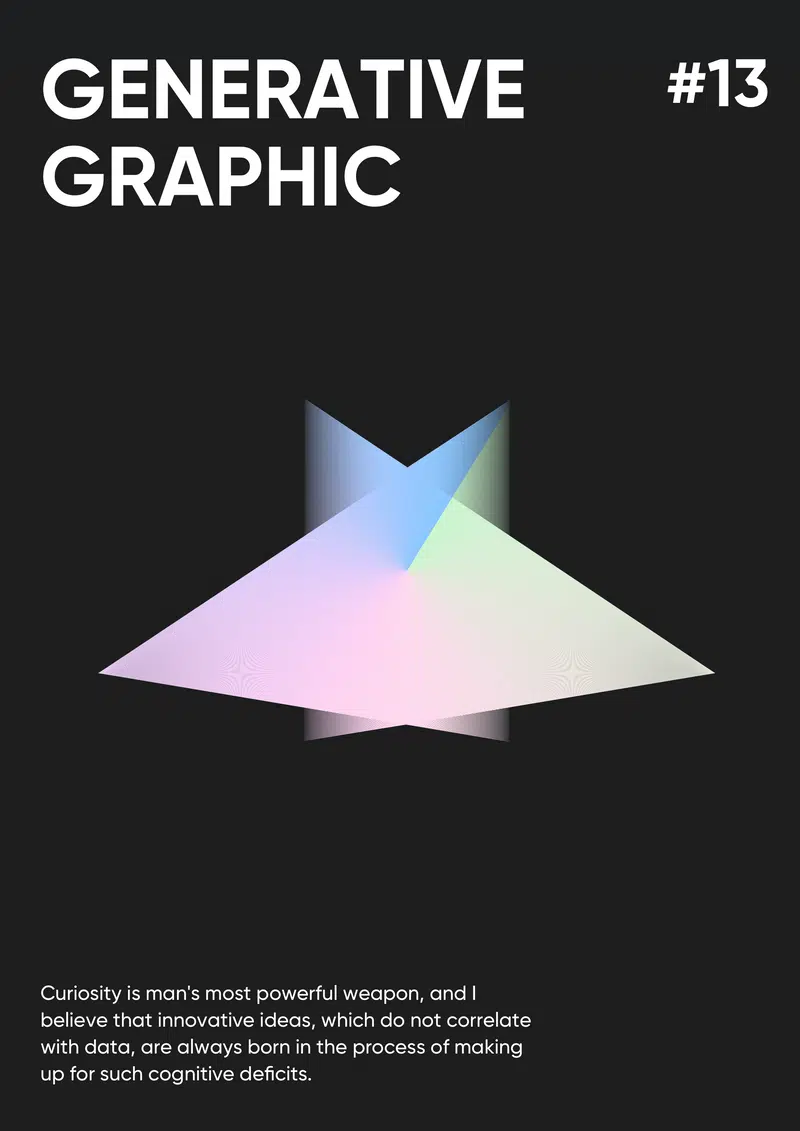 GENERATIVE
GRAPHIC
#13
Curiosity is man's most powerful weapon, and I
believe that innovative ideas, which do not correlate
with data, are always born in the process of making
up for such cognitive deficits.